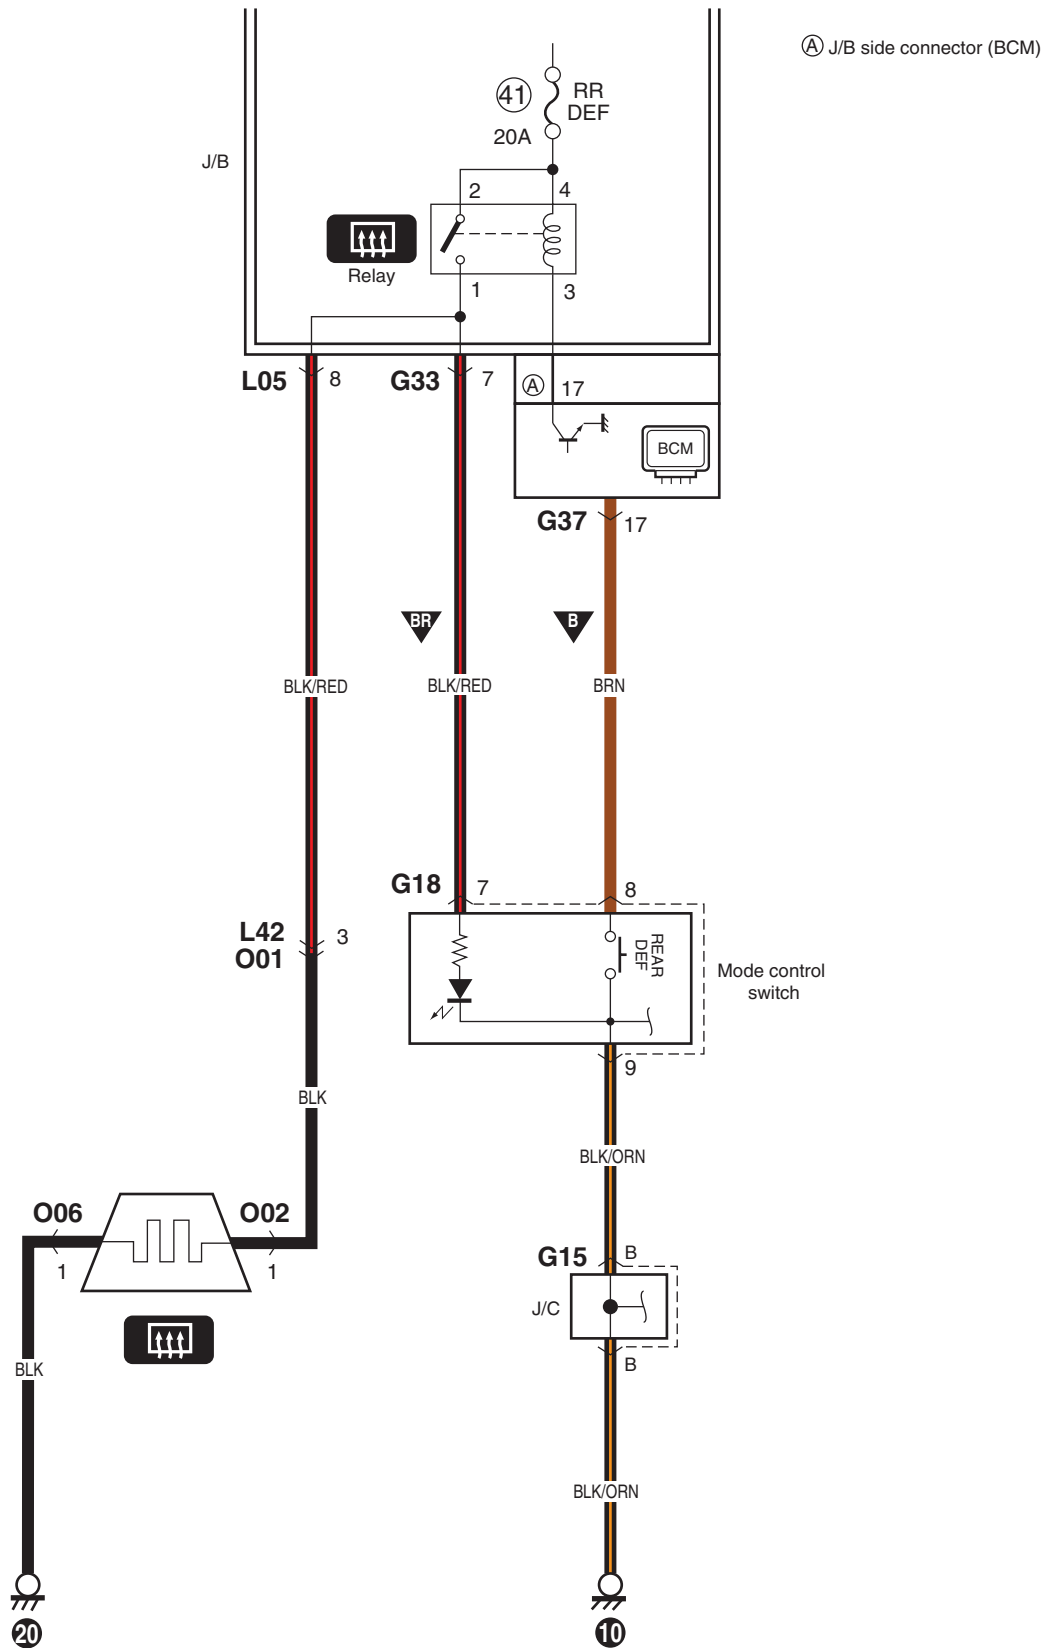 Ⓐ J/B side connector (BCM)
41
RR
DEF
20A
J/B
2
4
Relay
1
3
L05
8
G33
7
A
17
BCM
G37
17
BR
B
BLK/RED
BLK/RED
BRN
G18
7
8
L42
3
O01
REAR
DEF
Mode control
switch
9
BLK
BLK/ORN
O06
O02
1
1
G15
B
J/C
B
BLK
BLK/ORN
20
10